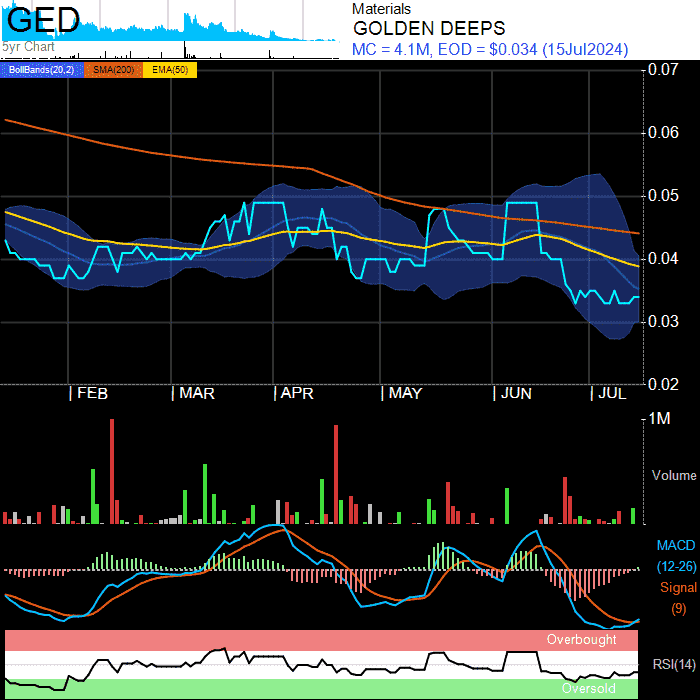 GED
5yr Chart
Materials
GOLDEN DEEPS
MC = 4.1M, EOD = $0.034 (15Jul2024)
BollBands(20,2) SMA(200) EMA(50)
0.07
0.06
0.05
0.04
0.03
0.02
FEB MAR APR MAY JUN JUL
1M
Volume
MACD
(12-26)
Signal
(9)
Overbought
RSI(14)
Oversold